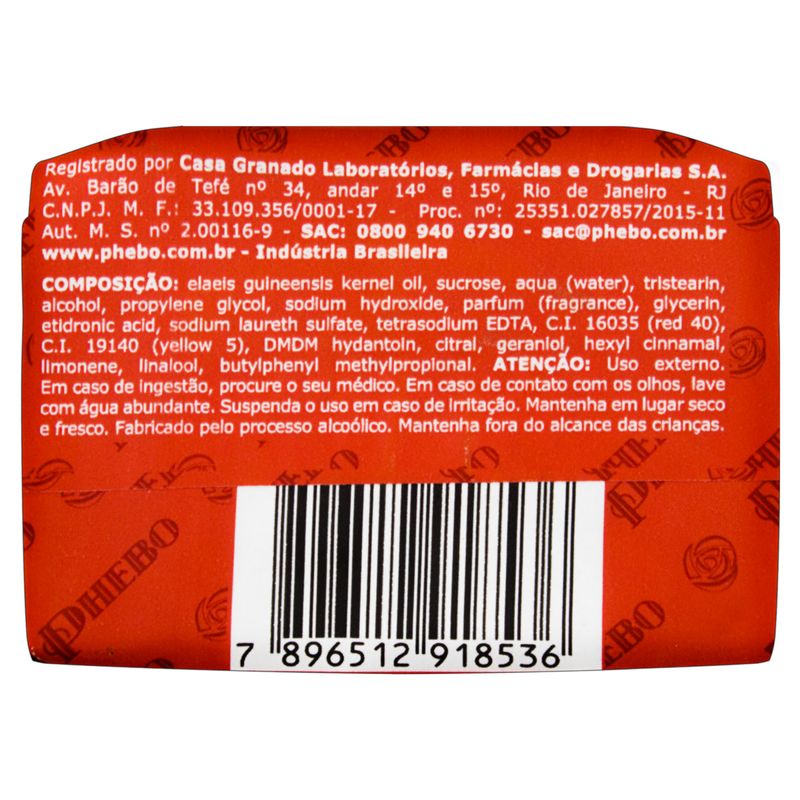 Registrado por Casa Granado Laboratórios, Farmácias e Drogarias S.A.
Av. Barão de Tefé nº 34, andar 14º e 15º, Rio de Janeiro - RJ
C.N.P.J. M. F.: 33.109.356/0001-17 - Proc. nº: 25351.027857/2015-11
Aut. M. S. nº 2.00116-9 - SAC: 0800 940 6730 - sac@phebo.com.br
www.phebo.com.br - Indústria Brasileira
COMPOSIÇÃO: elaeis guineensis kernel oil, sucrose, aqua (water), tristearin,
alcohol, propylene glycol, sodium hydroxide, parfum (fragrance), glycerin,
etidronic acid, sodium laureth sulfate, tetrasodium EDTA, C.I. 16035 (red 40),
C.I. 19140 (yellow 5), DMDM hydantoin, citral, geraniol, hexyl cinnamal,
limonene, linalool, butylphenyl methylpropional. ATENÇÃO: Uso externo.
Em caso de ingestão, procure o seu médico. Em caso de contato com os olhos, lave
com água abundante. Suspenda o uso em caso de irritação. Mantenha em lugar seco
e fresco. Fabricado pelo processo alcoólico. Mantenha fora do alcance das crianças.
PHEBO
PHEBO
PHEBO
7 896512 918536